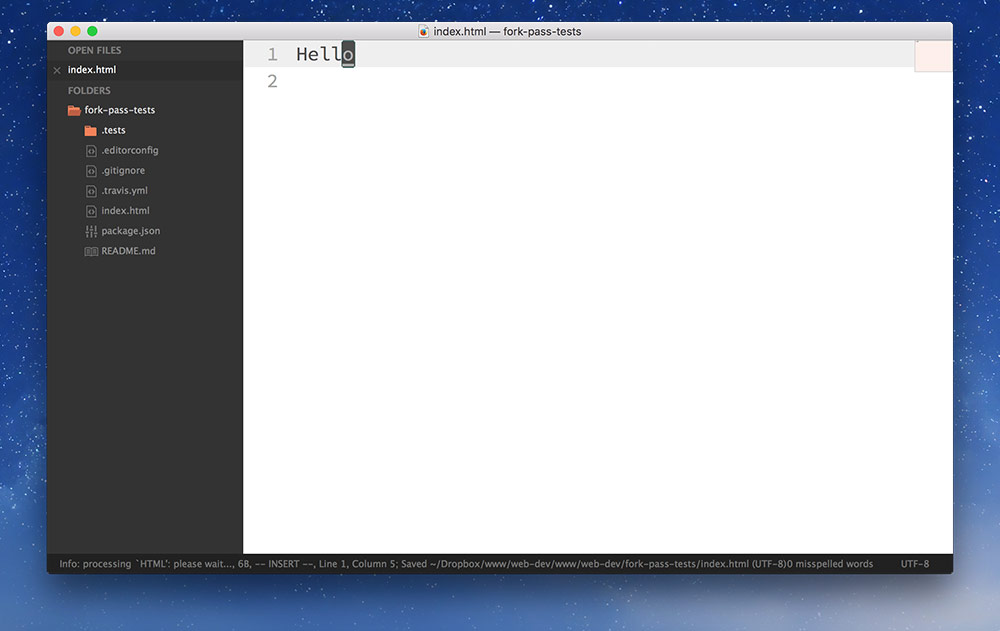 index.html — fork-pass-tests
OPEN FILES
index.html
FOLDERS
fork-pass-tests
.tests
.editorconfig
.gitignore
.travis.yml
index.html
package.json
README.md
1 Hello
2
Info: processing `HTML': please wait..., 6B, -- INSERT --, Line 1, Column 5; Saved ~/Dropbox/www/web-dev/www/web-dev/fork-pass-tests/index.html (UTF-8)0 misspelled words UTF-8